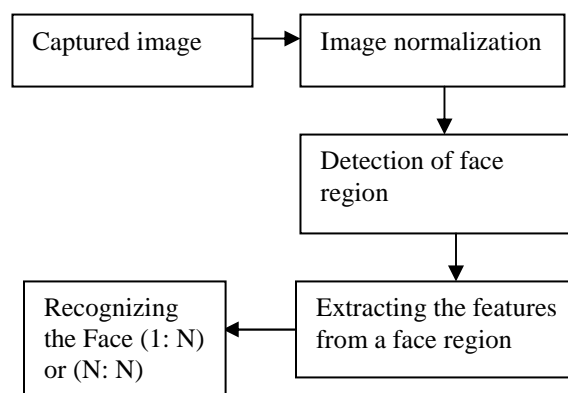 Captured image
Image normalization
Detection of face
region
Extracting the features
from a face region
Recognizing
the Face (1: N)
or (N: N)